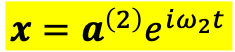 𝒙 = 𝒂⁽²⁾𝑒^{𝑖𝜔₂𝑡}